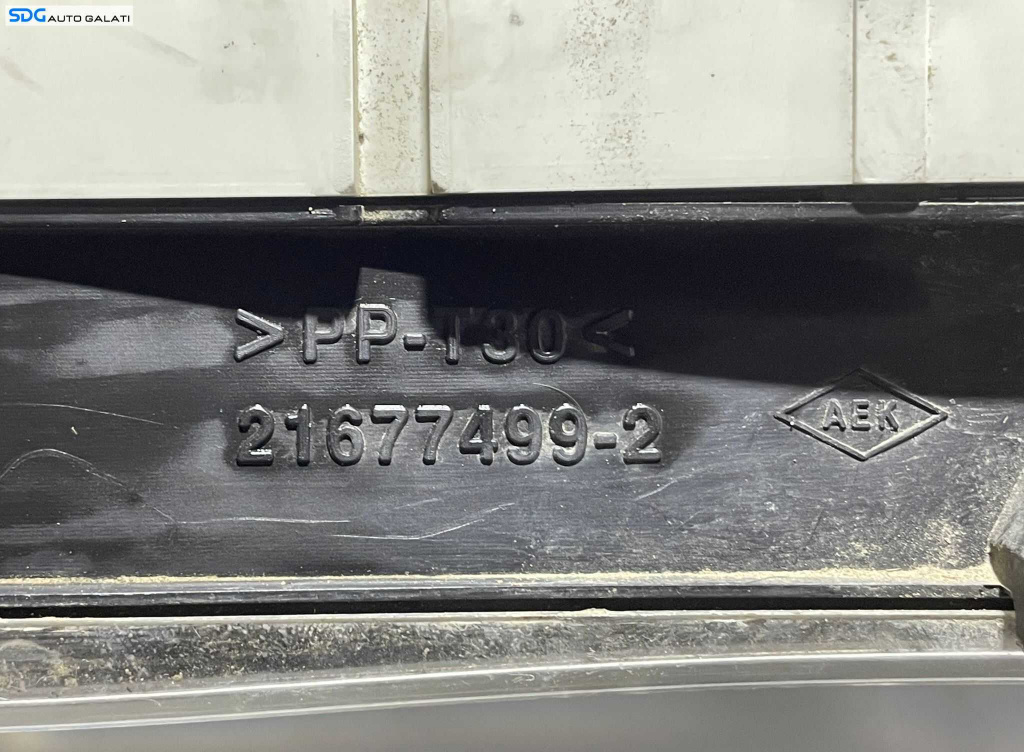 SDG AUTO GALATI
>PP-T30<
21677499-2
AEK